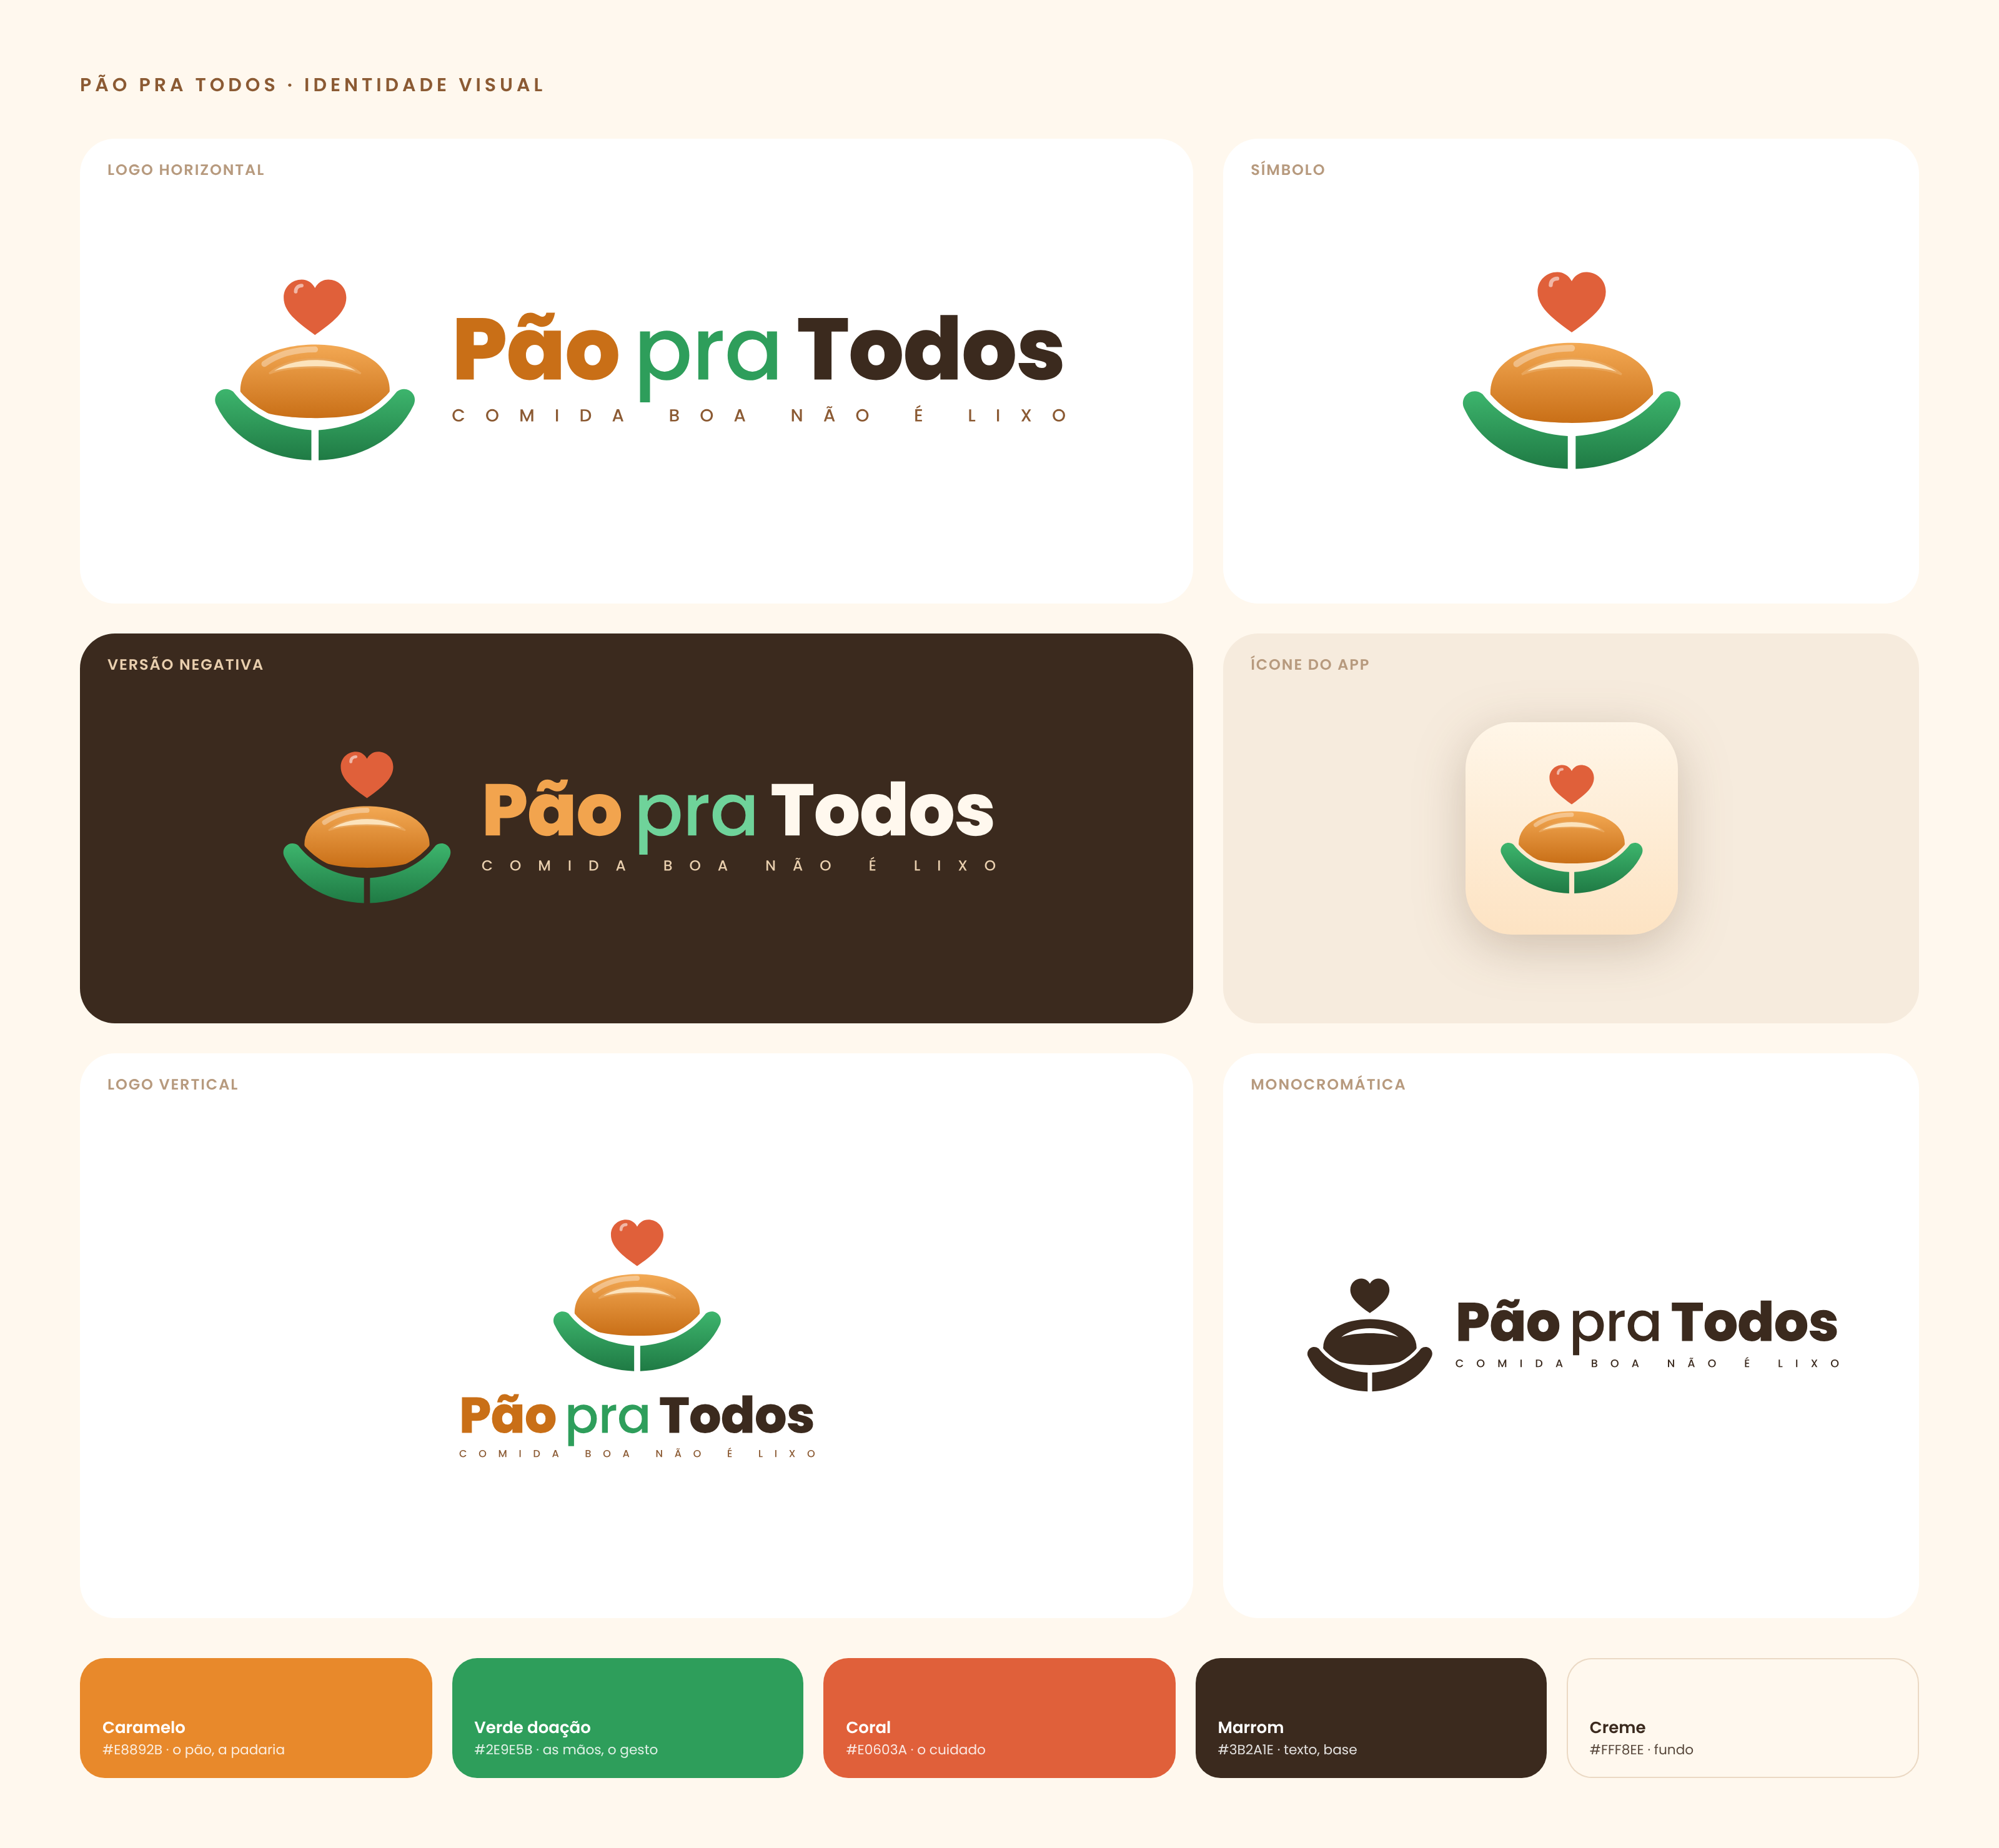 PÃO PRA TODOS · IDENTIDADE VISUAL
LOGO HORIZONTAL
Pão pra Todos
COMIDA BOA NÃO É LIXO
SÍMBOLO
VERSÃO NEGATIVA
Pão pra Todos
COMIDA BOA NÃO É LIXO
ÍCONE DO APP
LOGO VERTICAL
Pão pra Todos
COMIDA BOA NÃO É LIXO
MONOCROMÁTICA
Pão pra Todos
COMIDA BOA NÃO É LIXO
Caramelo
#E8892B · o pão, a padaria
Verde doação
#2E9E5B · as mãos, o gesto
Coral
#E0603A · o cuidado
Marrom
#3B2A1E · texto, base
Creme
#FFF8EE · fundo